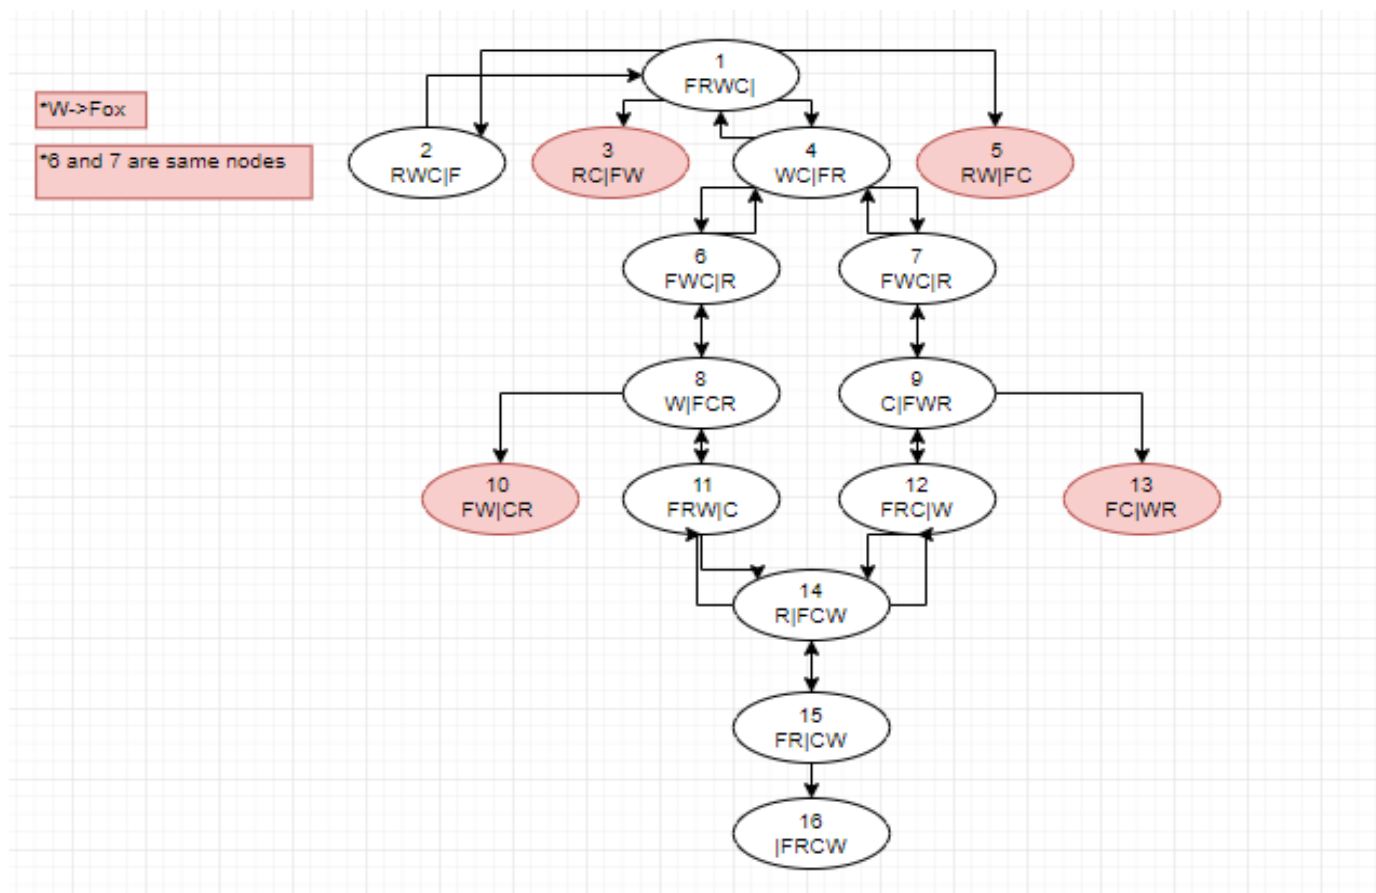 1
FRWC|
*W->Fox
*6 and 7 are same nodes
2
RWC|F
3
RC|FW
4
WC|FR
5
RW|FC
6
FWC|R
7
FWC|R
8
W|FCR
9
C|FWR
10
FW|CR
11
FRW|C
12
FRC|W
13
FC|WR
14
R|FCW
15
FR|CW
16
|FRCW